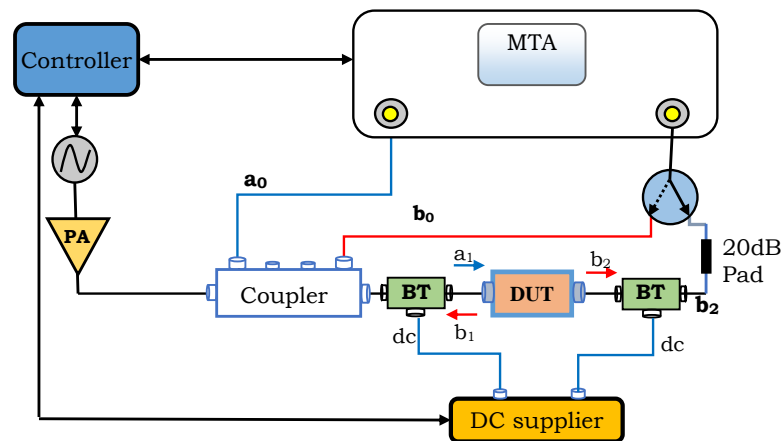 Controller
MTA
a0
b0
PA
20dB
Pad
a1
b2
Coupler
BT
DUT
BT
b2
b1
dc
dc
DC supplier